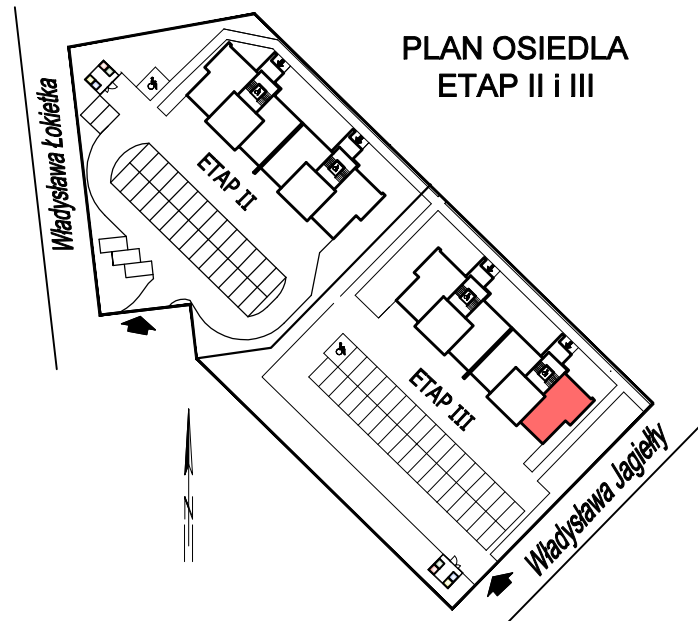 PLAN OSIEDLA
ETAP II i III
Władysława Łokietka
ETAP II
ETAP III
Władysława Jagiełły
N